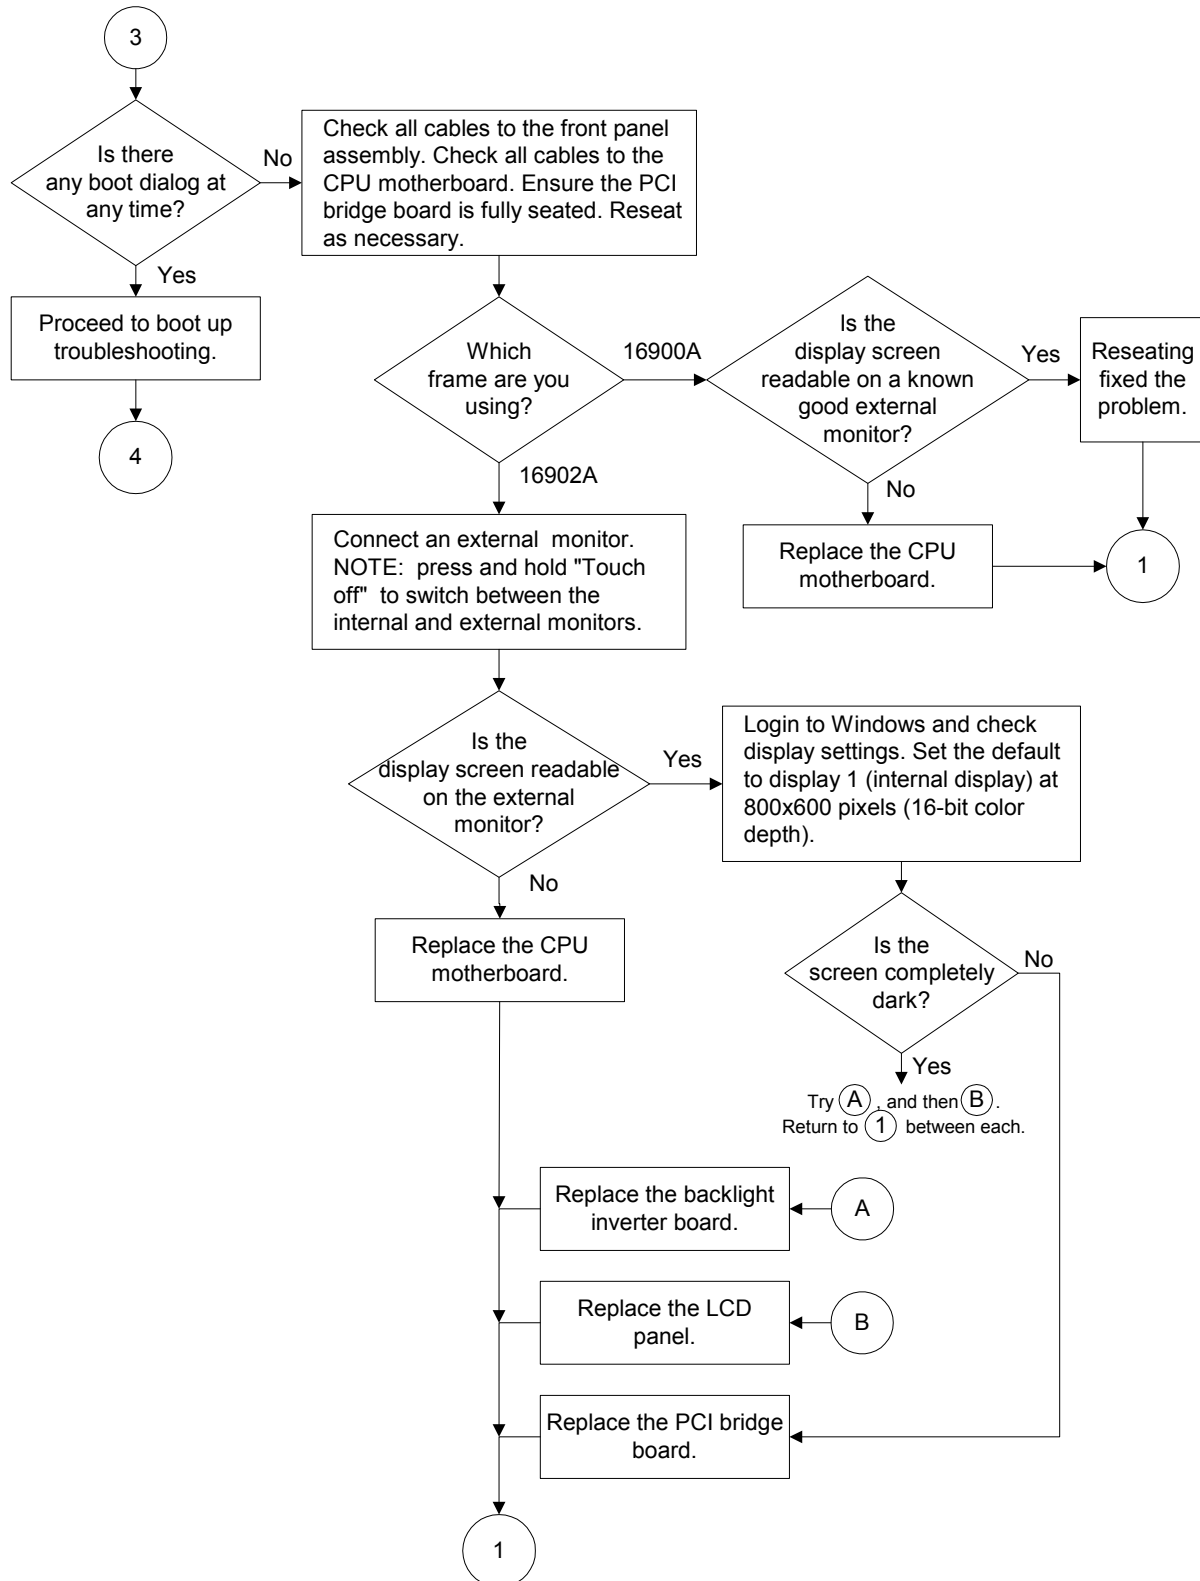 3
Is there
any boot dialog at
any time?
No
Yes
Check all cables to the front panel
assembly. Check all cables to the
CPU motherboard. Ensure the PCI
bridge board is fully seated. Reseat
as necessary.
Proceed to boot up
troubleshooting.
4
Which
frame are you
using?
16900A
16902A
Is the
display screen
readable on a known
good external
monitor?
Yes
No
Reseating
fixed the
problem.
Replace the CPU
motherboard.
1
Connect an external monitor.
NOTE: press and hold "Touch
off" to switch between the
internal and external monitors.
Is the
display screen readable
on the external
monitor?
Yes
No
Login to Windows and check
display settings. Set the default
to display 1 (internal display) at
800x600 pixels (16-bit color
depth).
Replace the CPU
motherboard.
Is the
screen completely
dark?
No
Yes
Try A , and then B .
Return to 1 between each.
Replace the backlight
inverter board.
A
Replace the LCD
panel.
B
Replace the PCI bridge
board.
1